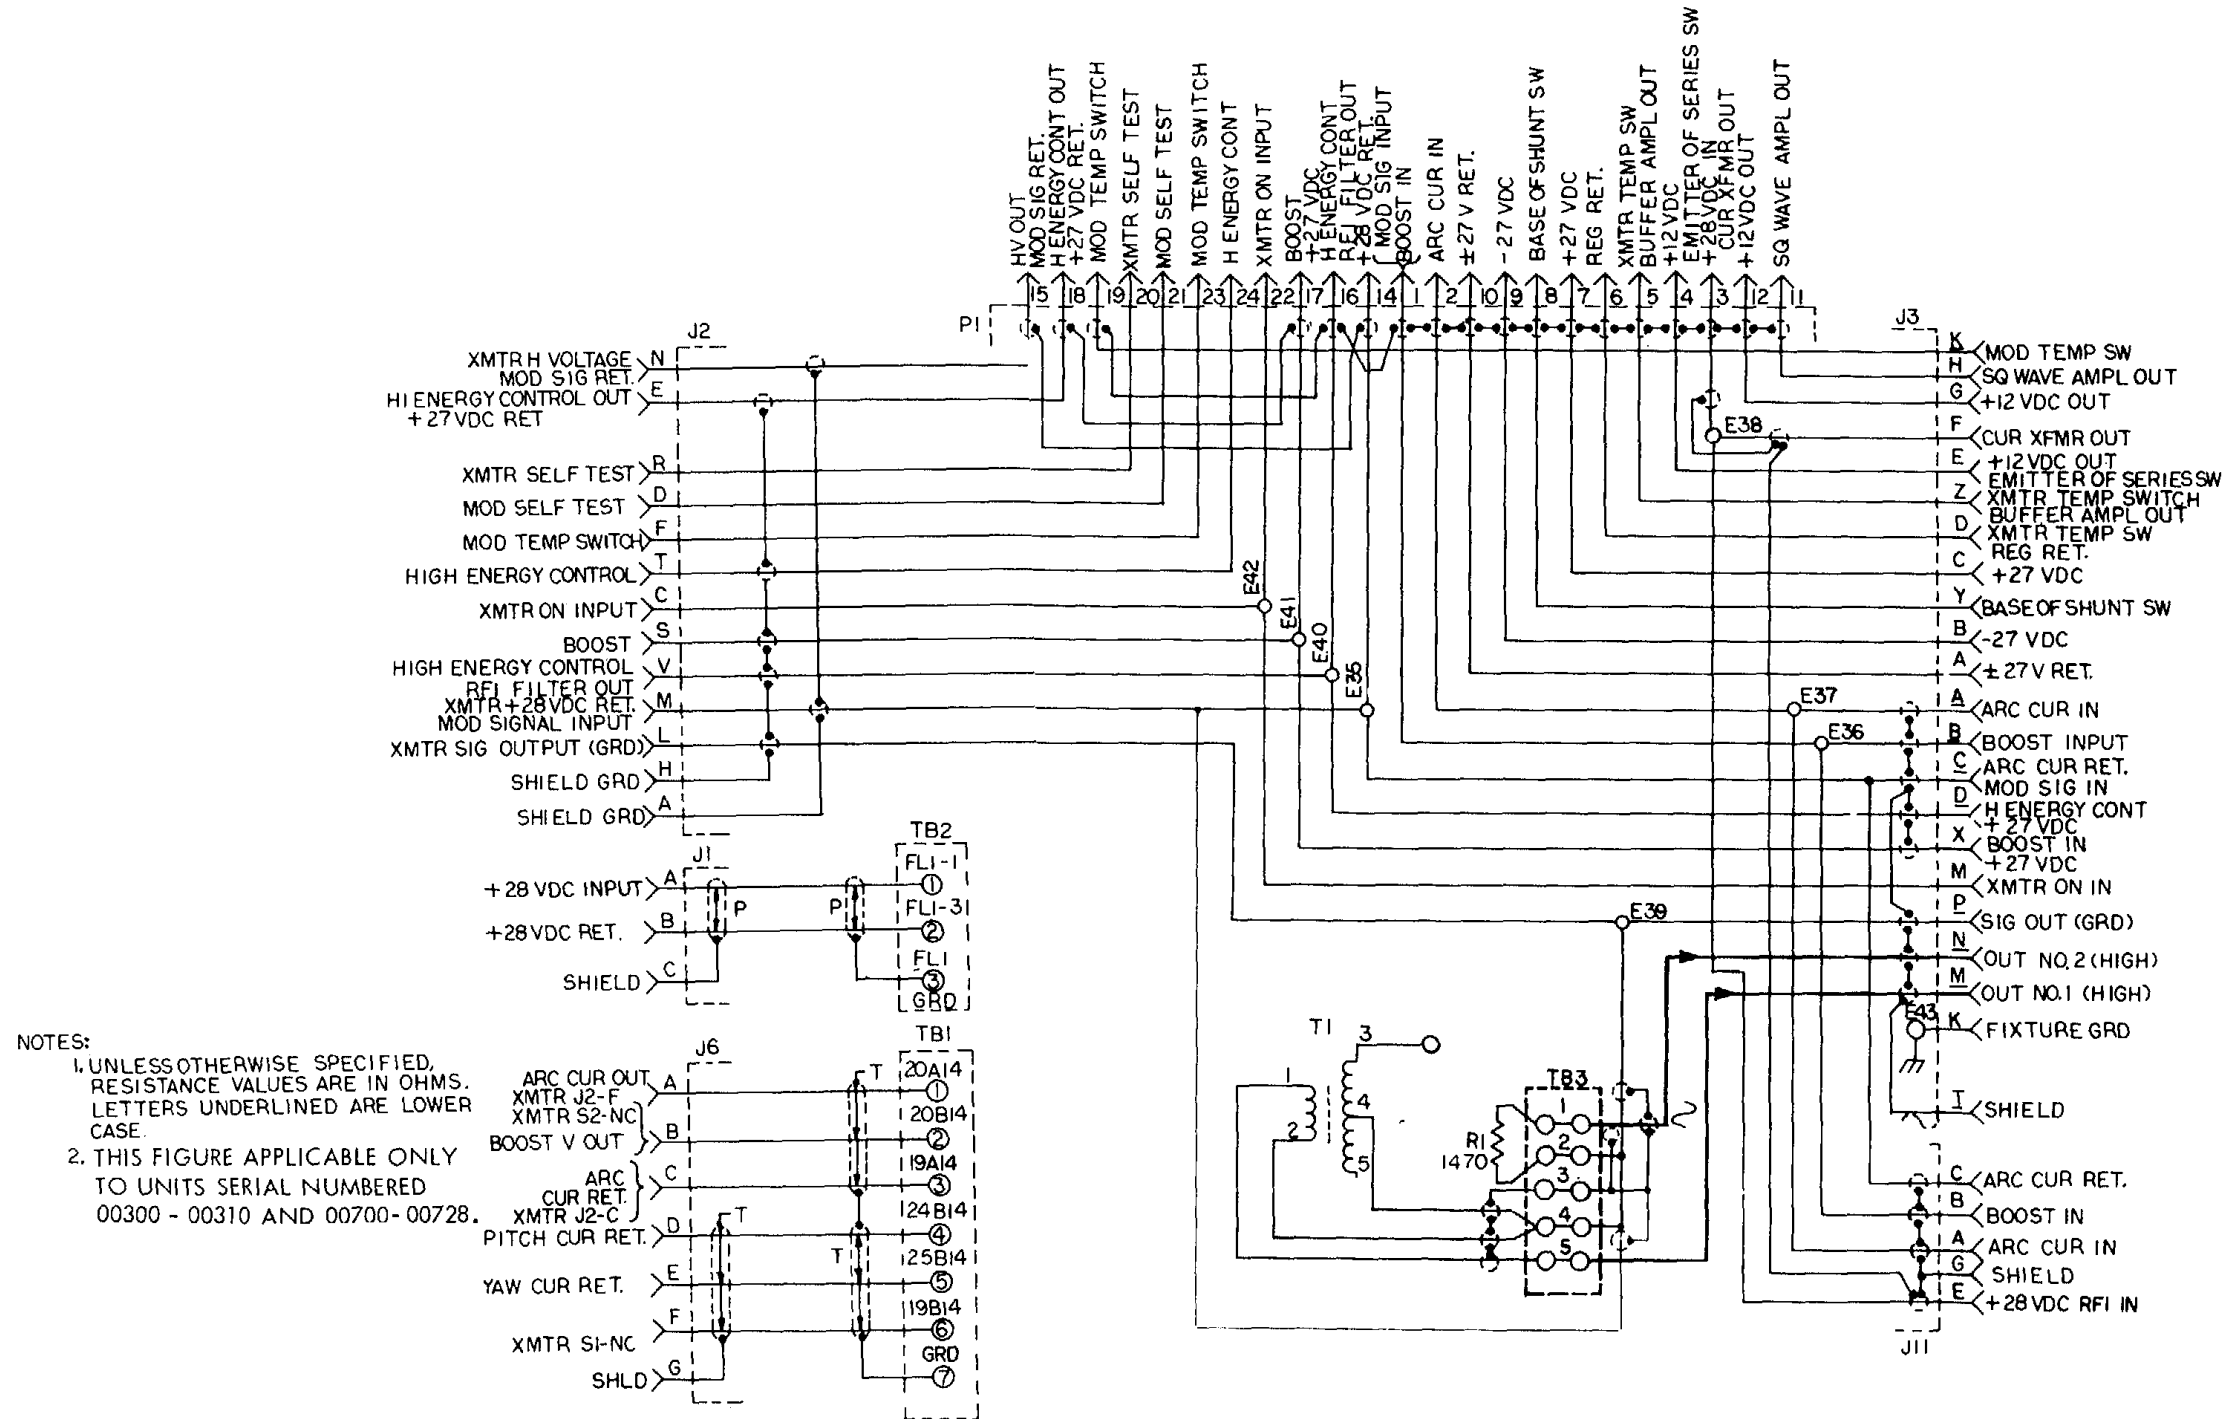 HV OUT
MOD SIG RET.
H ENERGY CONT OUT
+27 VDC RET.
MOD TEMP SWITCH
XMTR SELF TEST
MOD SELF TEST
MOD TEMP SWITCH
H ENERGY CONT
XMTR ON INPUT
BOOST
+27 VDC
H ENERGY CONT
RFI FILTER OUT
+28 VDC RET.
MOD SIG INPUT
BOOST IN
ARC CUR IN
±27 V RET.
-27 VDC
BASE OF SHUNT SW
+27 VDC
REG RET.
XMTR TEMP SW
BUFFER AMPL OUT
+12 VDC
EMITTER OF SERIES SW
+28 VDC IN
CUR XFMR OUT
+12 VDC OUT
SQ WAVE AMPL OUT
15 18 19 20 21 23 24 22 17 16 14 1 2 10 9 8 7 6 5 4 3 12 11
P1
J2
N
XMTR H VOLTAGE
MOD SIG RET.
E
HI ENERGY CONTROL OUT
+27 VDC RET
R
XMTR SELF TEST
D
MOD SELF TEST
F
MOD TEMP SWITCH
T
HIGH ENERGY CONTROL
C
XMTR ON INPUT
S
BOOST
V
HIGH ENERGY CONTROL
RFI FILTER OUT
XMTR+28VDC RET.
M
MOD SIGNAL INPUT
L
XMTR SIG OUTPUT (GRD)
H
SHIELD GRD
A
SHIELD GRD
E42
E41
E40
E35
E38
E37
E36
E39
E43
J3
K
MOD TEMP SW
H
SQ WAVE AMPL OUT
G
+12 VDC OUT
F
CUR XFMR OUT
E
+12 VDC OUT
EMITTER OF SERIES SW
Z
XMTR TEMP SWITCH
BUFFER AMPL OUT
D
XMTR TEMP SW
REG RET.
C
+27 VDC
Y
BASE OF SHUNT SW
B
-27 VDC
A
±27 V RET.
A
ARC CUR IN
B
BOOST INPUT
C
ARC CUR RET.
MOD SIG IN
D
H ENERGY CONT
+27 VDC
X
BOOST IN
+27 VDC
M
XMTR ON IN
P
SIG OUT (GRD)
N
OUT NO. 2 (HIGH)
M
OUT NO. 1 (HIGH)
K
FIXTURE GRD
SHIELD
C
ARC CUR RET.
B
BOOST IN
A
ARC CUR IN
G
SHIELD
E
+28 VDC RFI IN
J11
J1
A
+28 VDC INPUT
B
+28 VDC RET.
C
SHIELD
P
P
TB2
FL1-1
1
FL1-3
2
FL1
3
GRD
J6
A
ARC CUR OUT
XMTR J2-F
XMTR S2-NC
B
BOOST V OUT
C
ARC
CUR RET.
XMTR J2-C
D
PITCH CUR RET.
E
YAW CUR RET.
F
XMTR S1-NC
G
SHLD
T
T
T
TB1
20A14
1
20B14
2
19A14
3
124B14
4
125B14
5
19B14
6
GRD
7
T1
1
2
3
4
5
R1
1470
TB3
1
2
3
4
5
NOTES:
1. UNLESS OTHERWISE SPECIFIED,
RESISTANCE VALUES ARE IN OHMS.
LETTERS UNDERLINED ARE LOWER
CASE.
2. THIS FIGURE APPLICABLE ONLY
TO UNITS SERIAL NUMBERED
00300 - 00310 AND 00700-00728.